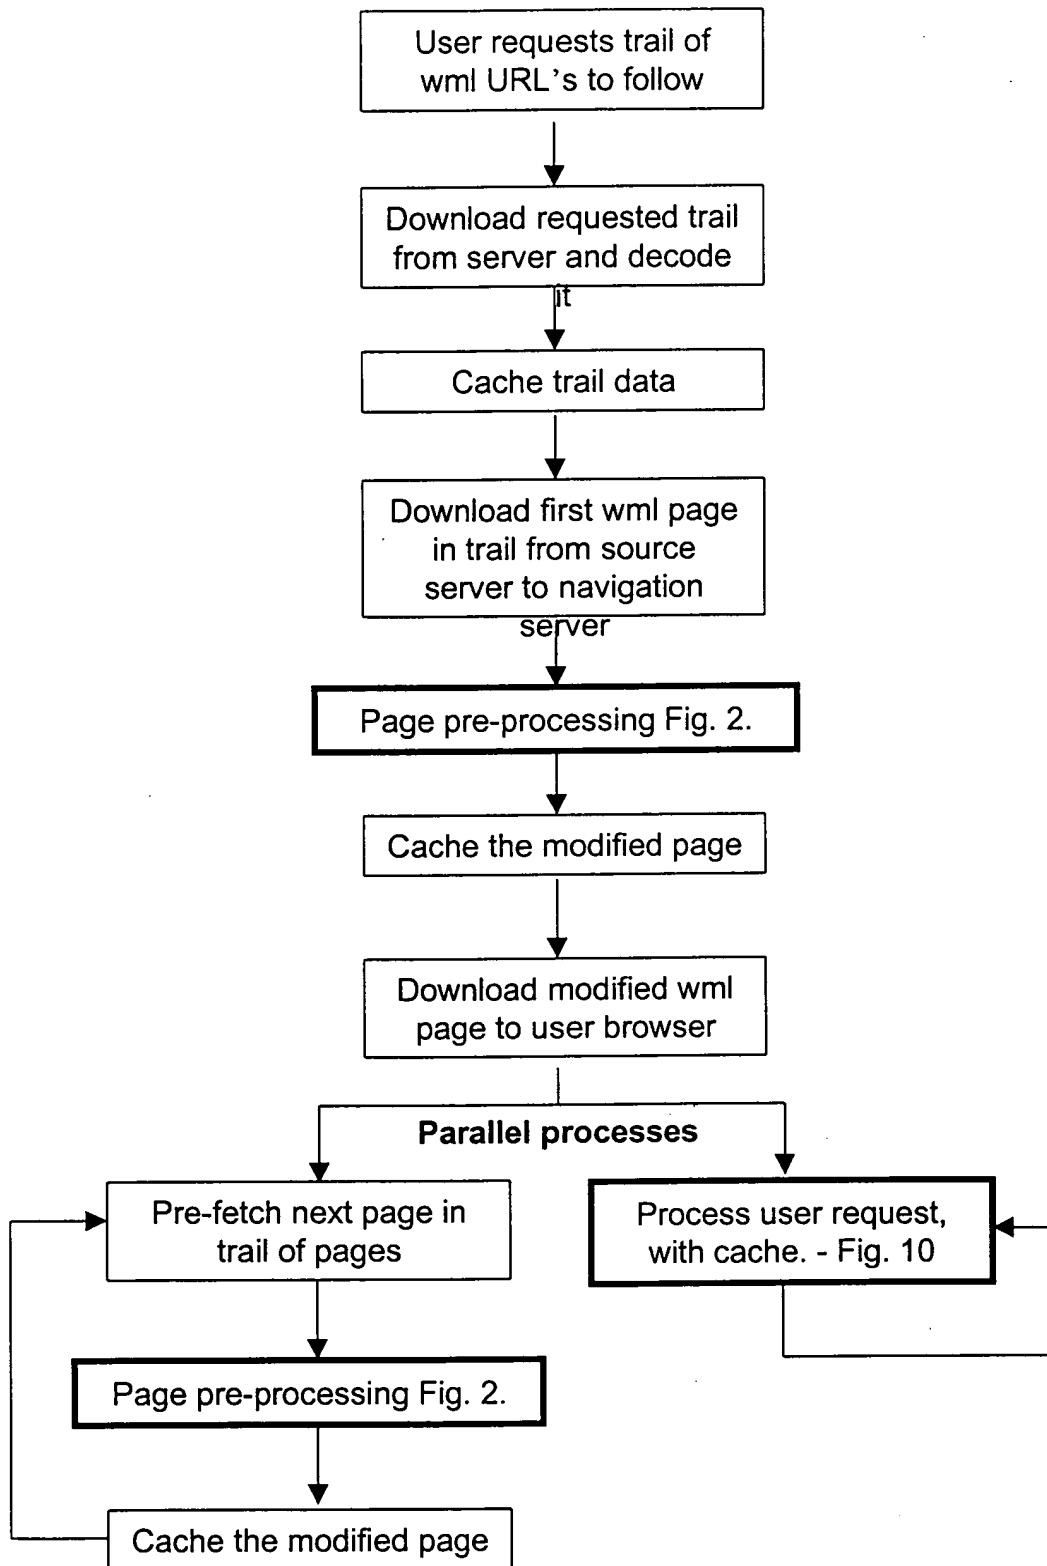 User requests trail of
wml URL's to follow
Download requested trail
from server and decode
it
Cache trail data
Download first wml page
in trail from source
server to navigation
server
Page pre-processing Fig. 2.
Cache the modified page
Download modified wml
page to user browser
Parallel processes
Pre-fetch next page in
trail of pages
Process user request,
with cache. - Fig. 10
Page pre-processing Fig. 2.
Cache the modified page